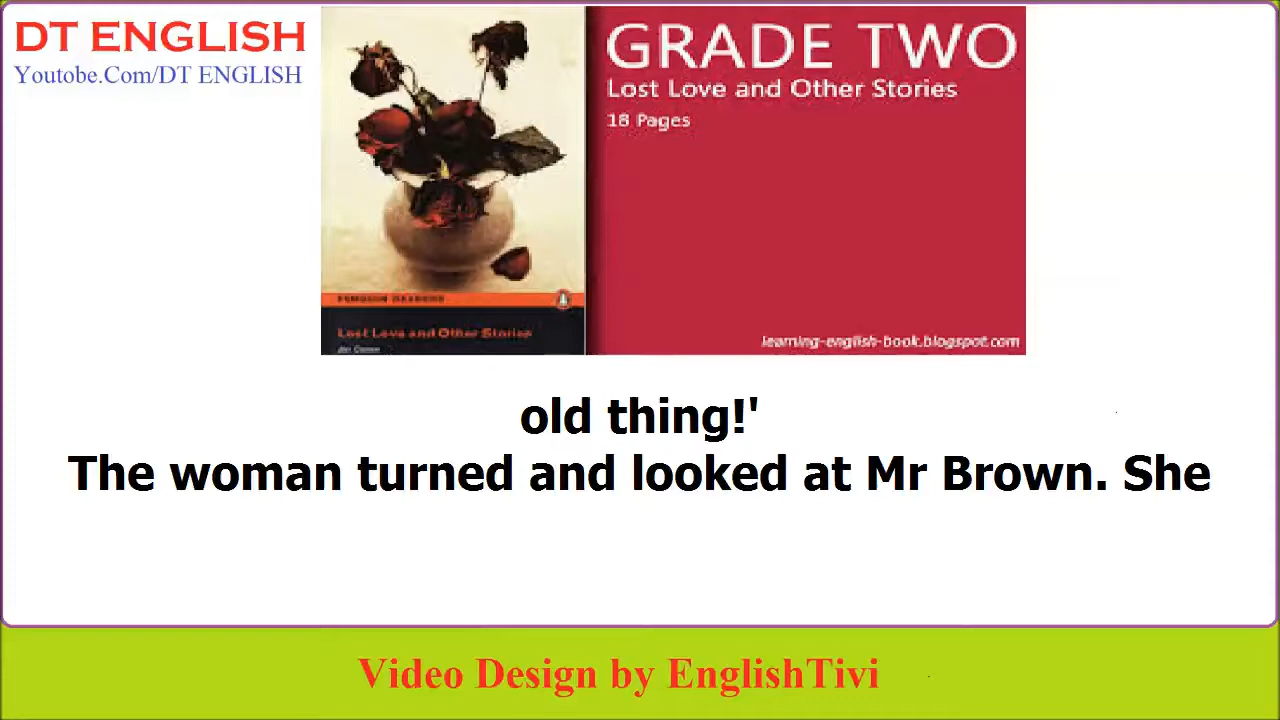 DT ENGLISH
Youtobe.Com/DT ENGLISH
GRADE TWO
Lost Love and Other Stories
18 Pages
PENGUIN READERS
Lost Love and Other Stories
learning-english-book.blogspot.com
old thing!'
The woman turned and looked at Mr Brown. She
Video Design by EnglishTivi